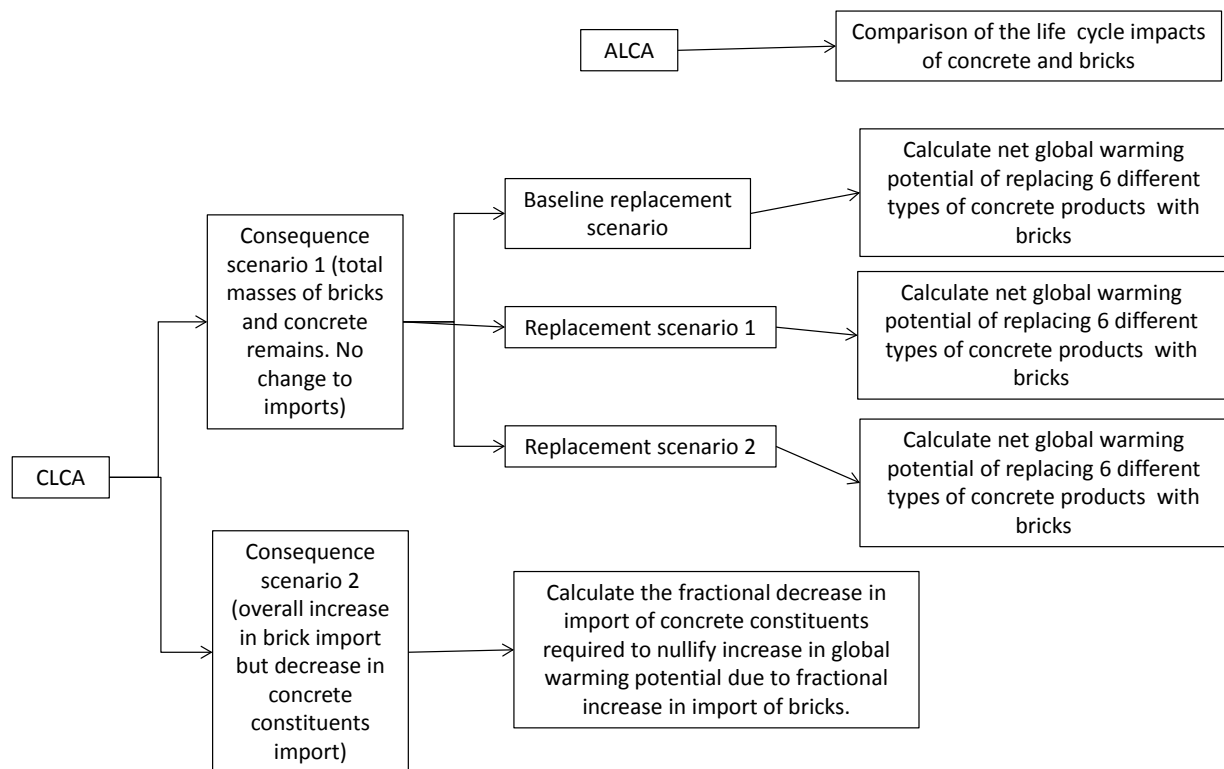 ALCA
Comparison of the life cycle impacts
of concrete and bricks
CLCA
Consequence
scenario 1 (total
masses of bricks
and concrete
remains. No
change to
imports)
Baseline replacement
scenario
Calculate net global warming
potential of replacing 6 different
types of concrete products with
bricks
Replacement scenario 1
Calculate net global warming
potential of replacing 6 different
types of concrete products with
bricks
Replacement scenario 2
Calculate net global warming
potential of replacing 6 different
types of concrete products with
bricks
Consequence
scenario 2
(overall increase
in brick import
but decrease in
concrete
constituents
import)
Calculate the fractional decrease in
import of concrete constituents
required to nullify increase in global
warming potential due to fractional
increase in import of bricks.